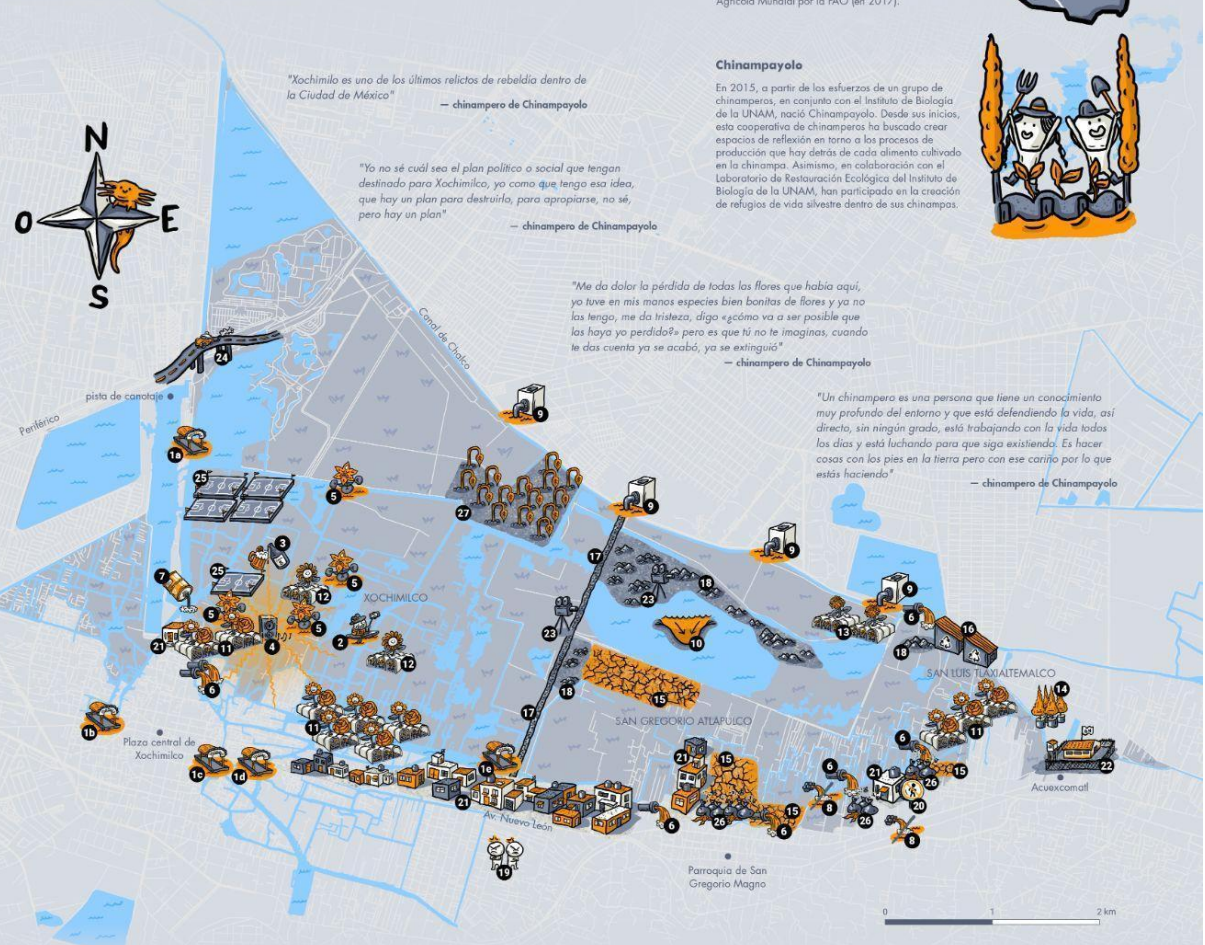 Agrícola Mundial por la FAO (en 2017).
Chinampayolo
En 2015, a partir de los esfuerzos de un grupo de
chinamperos, en conjunto con el Instituto de Biología
de la UNAM, nació Chinampayolo. Desde sus inicios,
esta cooperativa de chinamperos ha buscado crear
espacios de reflexión en torno a los procesos de
producción que hay detrás de cada alimento cultivado
en la chinampa. Asimismo, en colaboración con el
Laboratorio de Restauración Ecológica del Instituto de
Biología de la UNAM, han participado en la creación
de refugios de vida silvestre dentro de sus chinampas.
"Xochimilo es uno de los últimos relictos de rebeldía dentro de
la Ciudad de México"
— chinampero de Chinampayolo
"Yo no sé cuál sea el plan político o social que tengan
destinado para Xochimilco, yo como que tengo esa idea,
que hay un plan para destruirlo, para apropiarse, no sé,
pero hay un plan"
— chinampero de Chinampayolo
"Me da dolor la pérdida de todas las flores que había aquí,
yo tuve en mis manos especies bien bonitas de flores y ya no
las tengo, me da tristeza, digo «¿cómo va a ser posible que
las haya yo perdido?» pero es que tú no te imaginas, cuando
te das cuenta ya se acabó, ya se extinguió"
— chinampero de Chinampayolo
"Un chinampero es una persona que tiene un conocimiento
muy profundo del entorno y que está defendiendo la vida, así
directo, sin ningún grado, está trabajando con la vida todos
los días y está luchando para que siga existiendo. Es hacer
cosas con los pies en la tierra pero con ese cariño por lo que
estás haciendo"
— chinampero de Chinampayolo
N
O
E
S
Canal de Chalco
24
pista de canotaje
Periférico
9
1a
25
5
27
9
9
3
17
18
7
25
12
5
XOCHIMILCO
23
9
5
5
23
10
13
6
16
21
11
4
2
12
18
SAN LUIS TLAXIALTEMALCO
6
18
15
14
1b
11
17
SAN GREGORIO ATLAPULCO
11
Plaza central de
Xochimilco
6
22
1c
1d
1e
21
15
6
21
26
15
Acuexcomatl
21
20
Av. Nuevo León
6
26
15
6
8
26
8
19
Parroquia de San
Gregorio Magno
0
1
2 km